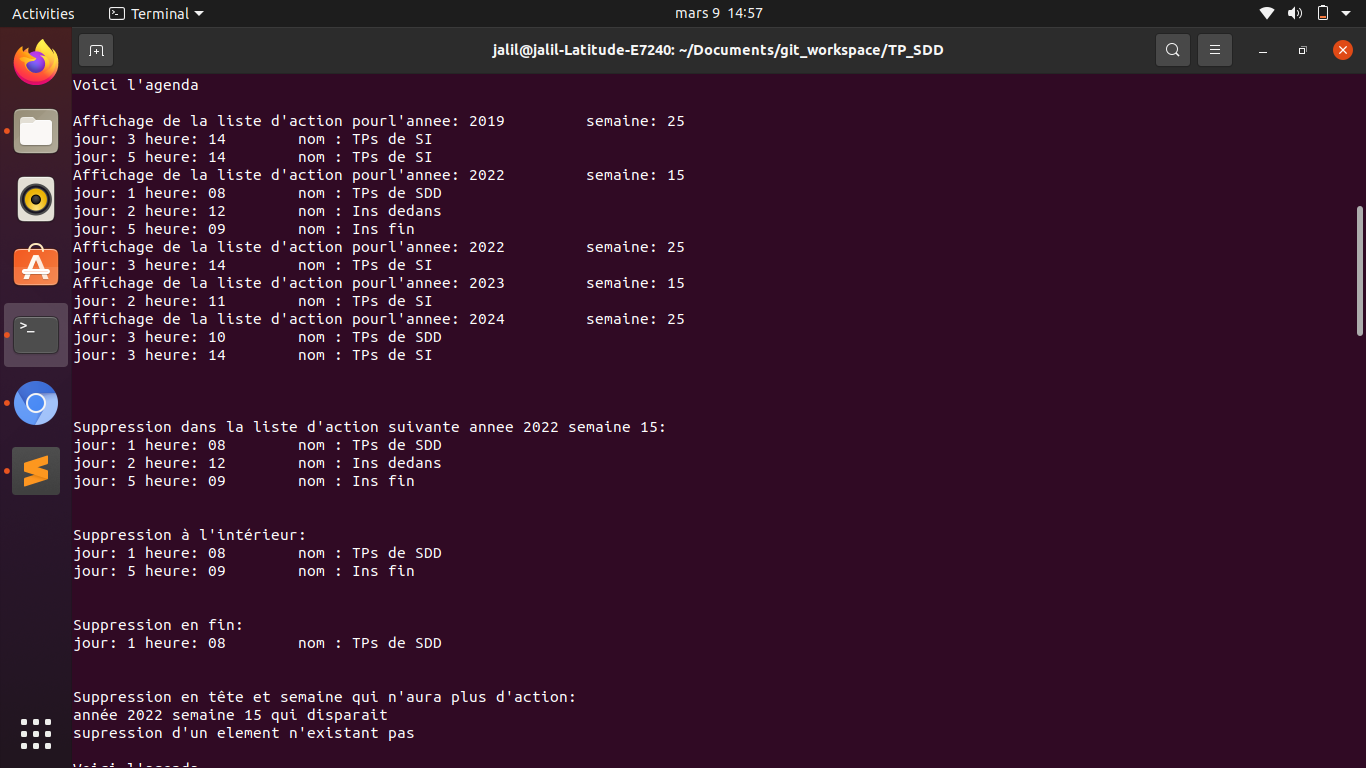 Activities Terminal mars 9 14:57
jalil@jalil-Latitude-E7240: ~/Documents/git_workspace/TP_SDD
Voici l'agenda
Affichage de la liste d'action pourl'annee: 2019 semaine: 25
jour: 3 heure: 14 nom : TPs de SI
jour: 5 heure: 14 nom : TPs de SI
Affichage de la liste d'action pourl'annee: 2022 semaine: 15
jour: 1 heure: 08 nom : TPs de SDD
jour: 2 heure: 12 nom : Ins dedans
jour: 5 heure: 09 nom : Ins fin
Affichage de la liste d'action pourl'annee: 2022 semaine: 25
jour: 3 heure: 14 nom : TPs de SI
Affichage de la liste d'action pourl'annee: 2023 semaine: 15
jour: 2 heure: 11 nom : TPs de SI
Affichage de la liste d'action pourl'annee: 2024 semaine: 25
jour: 3 heure: 10 nom : TPs de SDD
jour: 3 heure: 14 nom : TPs de SI
Suppression dans la liste d'action suivante annee 2022 semaine 15:
jour: 1 heure: 08 nom : TPs de SDD
jour: 2 heure: 12 nom : Ins dedans
jour: 5 heure: 09 nom : Ins fin
Suppression à l'intérieur:
jour: 1 heure: 08 nom : TPs de SDD
jour: 5 heure: 09 nom : Ins fin
Suppression en fin:
jour: 1 heure: 08 nom : TPs de SDD
Suppression en tête et semaine qui n'aura plus d'action:
année 2022 semaine 15 qui disparait
supression d'un element n'existant pas
Voici l'agenda